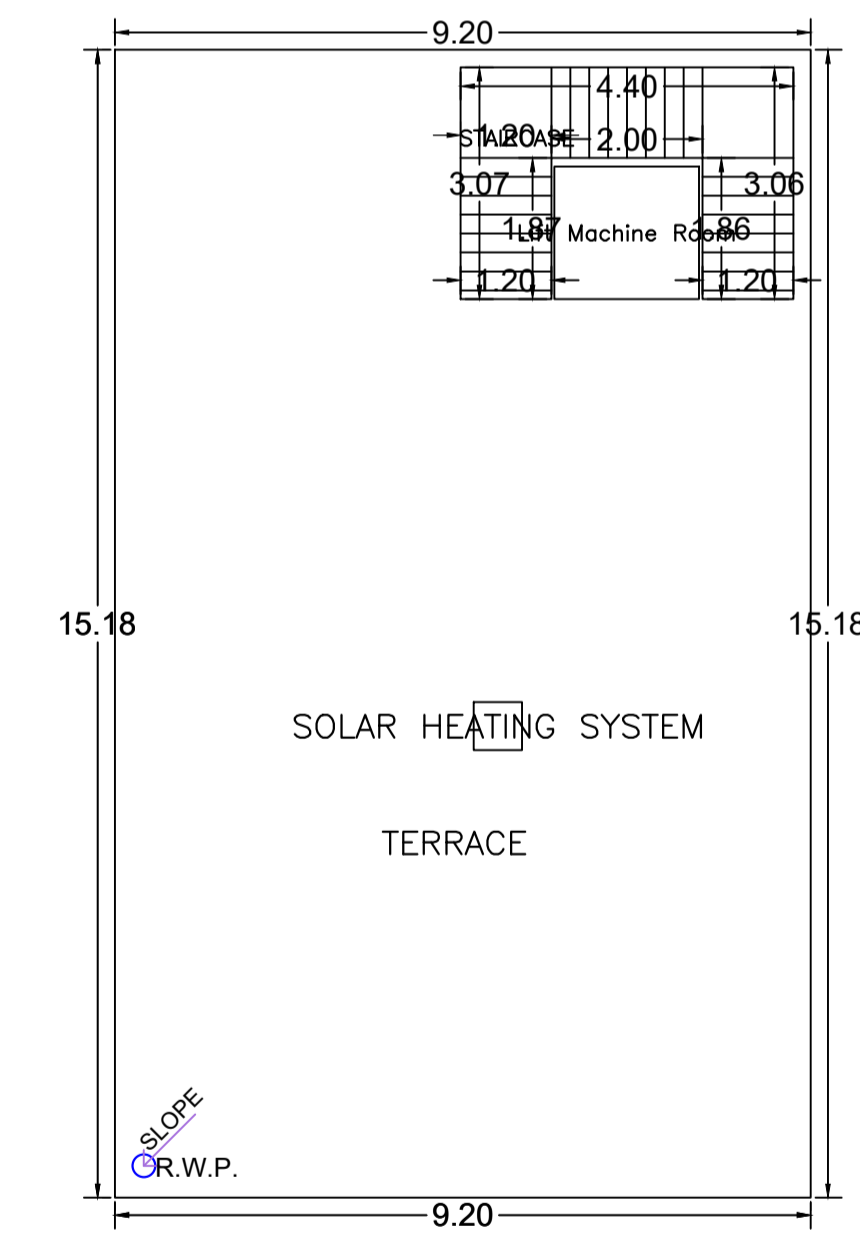 9.20
4.40
STAIRCASE
1.20
2.00
3.07
3.06
1.87
Lift Machine Room
1.86
1.20
1.20
15.18
15.18
SOLAR HEATING SYSTEM
TERRACE
SLOPE
R.W.P.
9.20